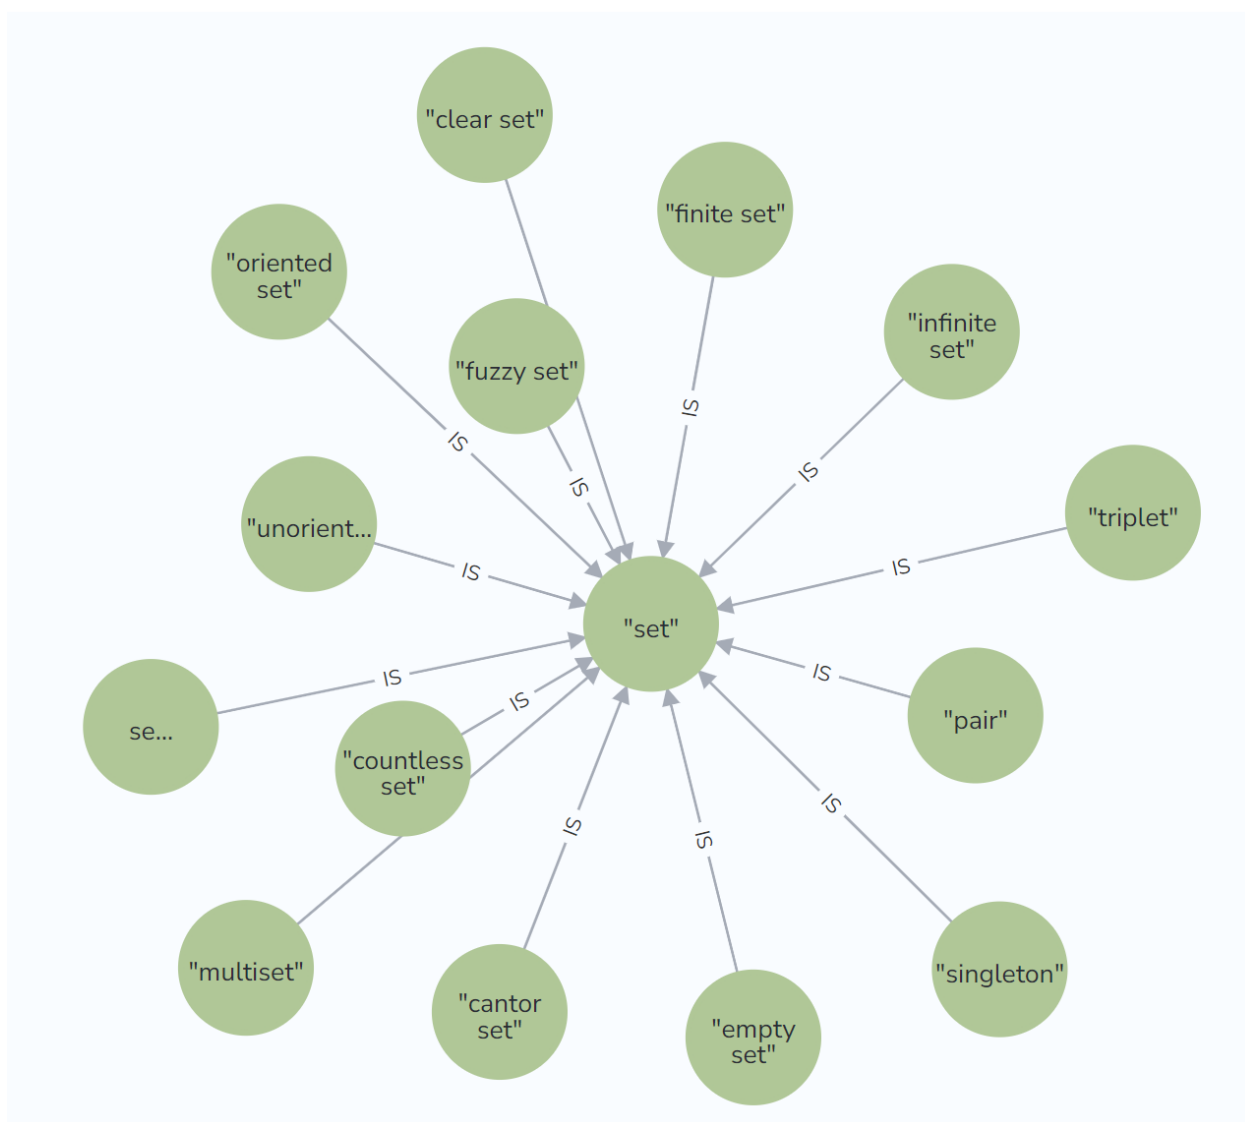 "clear set"
"finite set"
"oriented
set"
"infinite
set"
"fuzzy set"
IS
IS
IS
IS
"triplet"
"unorient...
IS
IS
"set"
IS
IS
"pair"
se...
IS
"countless
set"
IS
IS
IS
"multiset"
"singleton"
"cantor
set"
"empty
set"